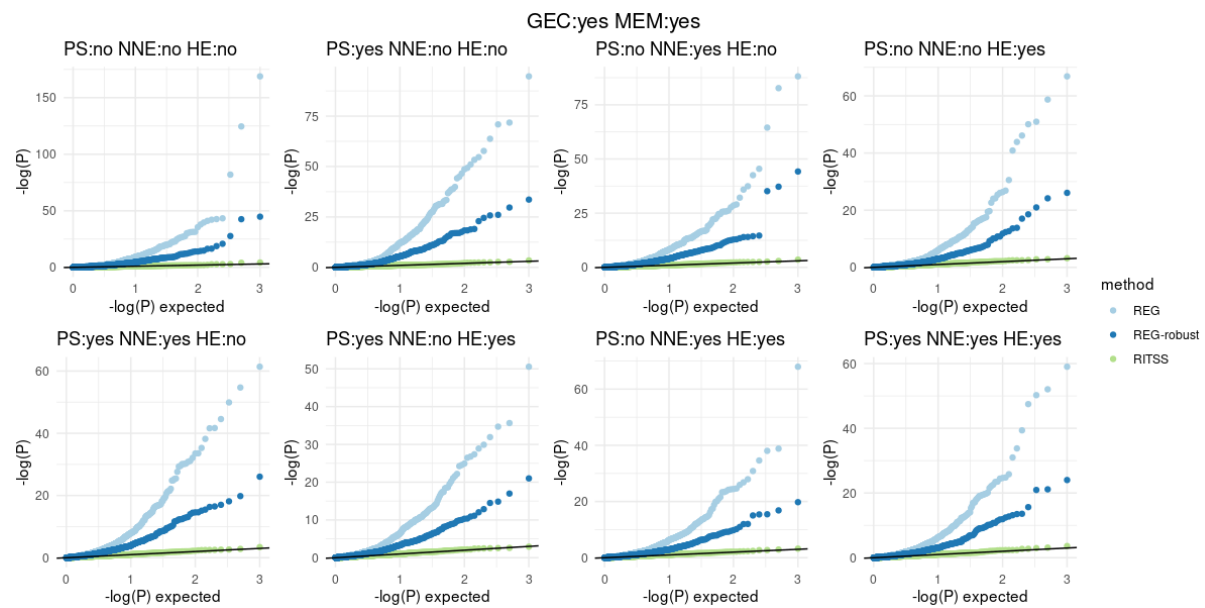 GEC:yes MEM:yes
PS:no NNE:no HE:no
150
100
50
0
-log(P)
0 1 2 3
-log(P) expected
PS:yes NNE:no HE:no
75
50
25
0
-log(P)
0 1 2 3
-log(P) expected
PS:no NNE:yes HE:no
75
50
25
0
-log(P)
0 1 2 3
-log(P) expected
PS:no NNE:no HE:yes
60
40
20
0
-log(P)
0 1 2 3
-log(P) expected
PS:yes NNE:yes HE:no
60
40
20
0
-log(P)
0 1 2 3
-log(P) expected
PS:yes NNE:no HE:yes
50
40
30
20
10
0
-log(P)
0 1 2 3
-log(P) expected
PS:no NNE:yes HE:yes
60
40
20
0
-log(P)
0 1 2 3
-log(P) expected
PS:yes NNE:yes HE:yes
60
40
20
0
-log(P)
0 1 2 3
-log(P) expected
method
REG
REG-robust
RITSS